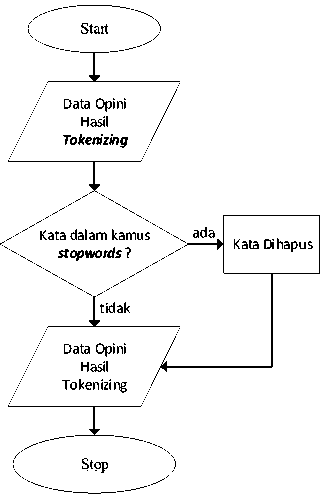 Start
Data Opini
Hasil
Tokenizing
Kata dalam kamus
stopwords ?
ada
Kata Dihapus
tidak
Data Opini
Hasil
Tokenizing
Stop